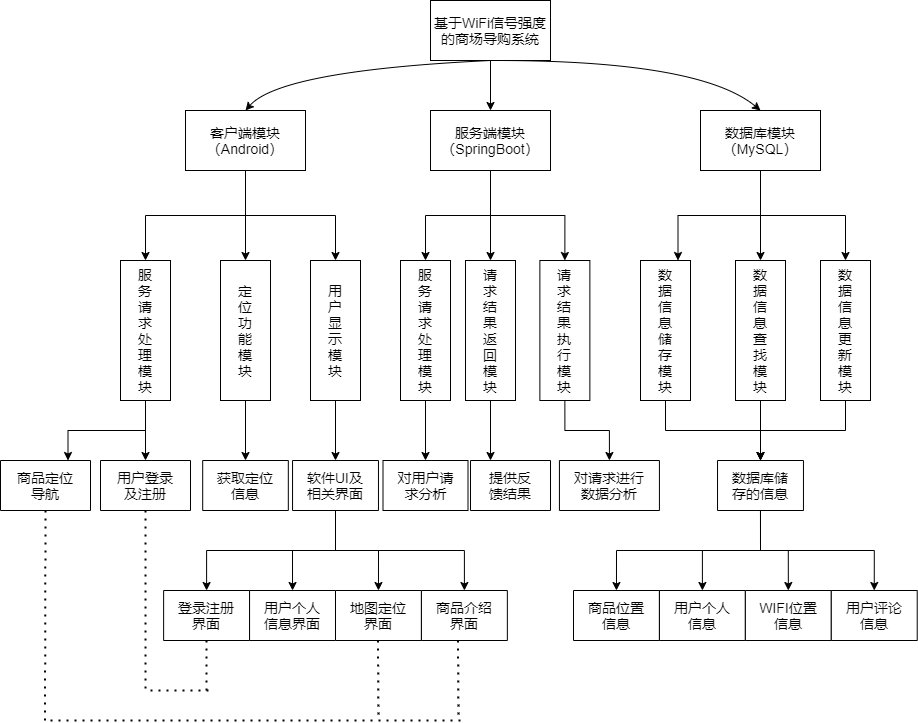 基于WiFi信号强度
的商场导购系统
客户端模块
（Android）
服务端模块
（SpringBoot）
数据库模块
（MySQL）
服务请求处理模块
定位功能模块
用户显示模块
服务请求处理模块
请求结果返回模块
请求结果执行模块
数据信息储存模块
数据信息查找模块
数据信息更新模块
商品定位
导航
用户登录
及注册
获取定位
信息
软件UI及
相关界面
对用户请
求分析
提供反
馈结果
对请求进行
数据分析
数据库储
存的信息
登录注册
界面
用户个人
信息界面
地图定位
界面
商品介绍
界面
商品位置
信息
用户个人
信息
WIFI位置
信息
用户评论
信息